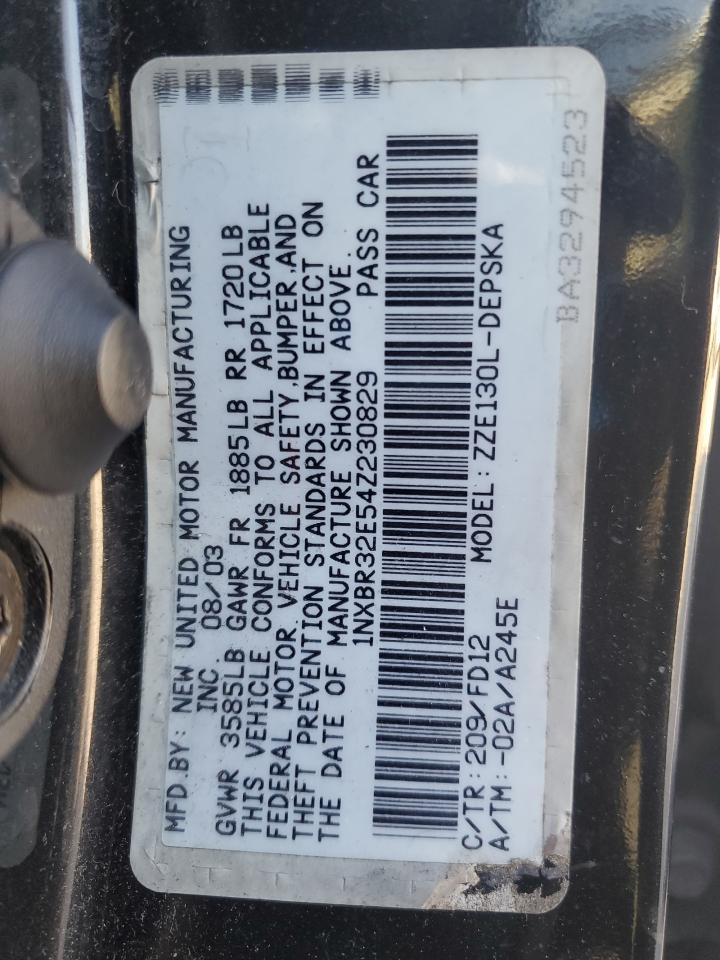 MFD.BY: NEW UNITED MOTOR MANUFACTURING
INC. 08/03
GVWR 3585LB GAWR FR 1885LB RR 1720LB
THIS VEHICLE CONFORMS TO ALL APPLICABLE
FEDERAL MOTOR VEHICLE SAFETY,BUMPER,AND
THEFT PREVENTION STANDARDS IN EFFECT ON
THE DATE OF MANUFACTURE SHOWN ABOVE.
1NXBR32E54Z230829 PASS CAR
C/TR:209/FD12 MODEL:ZZE130L-DEPSKA
A/TM:-02A/A245E
BA3294523